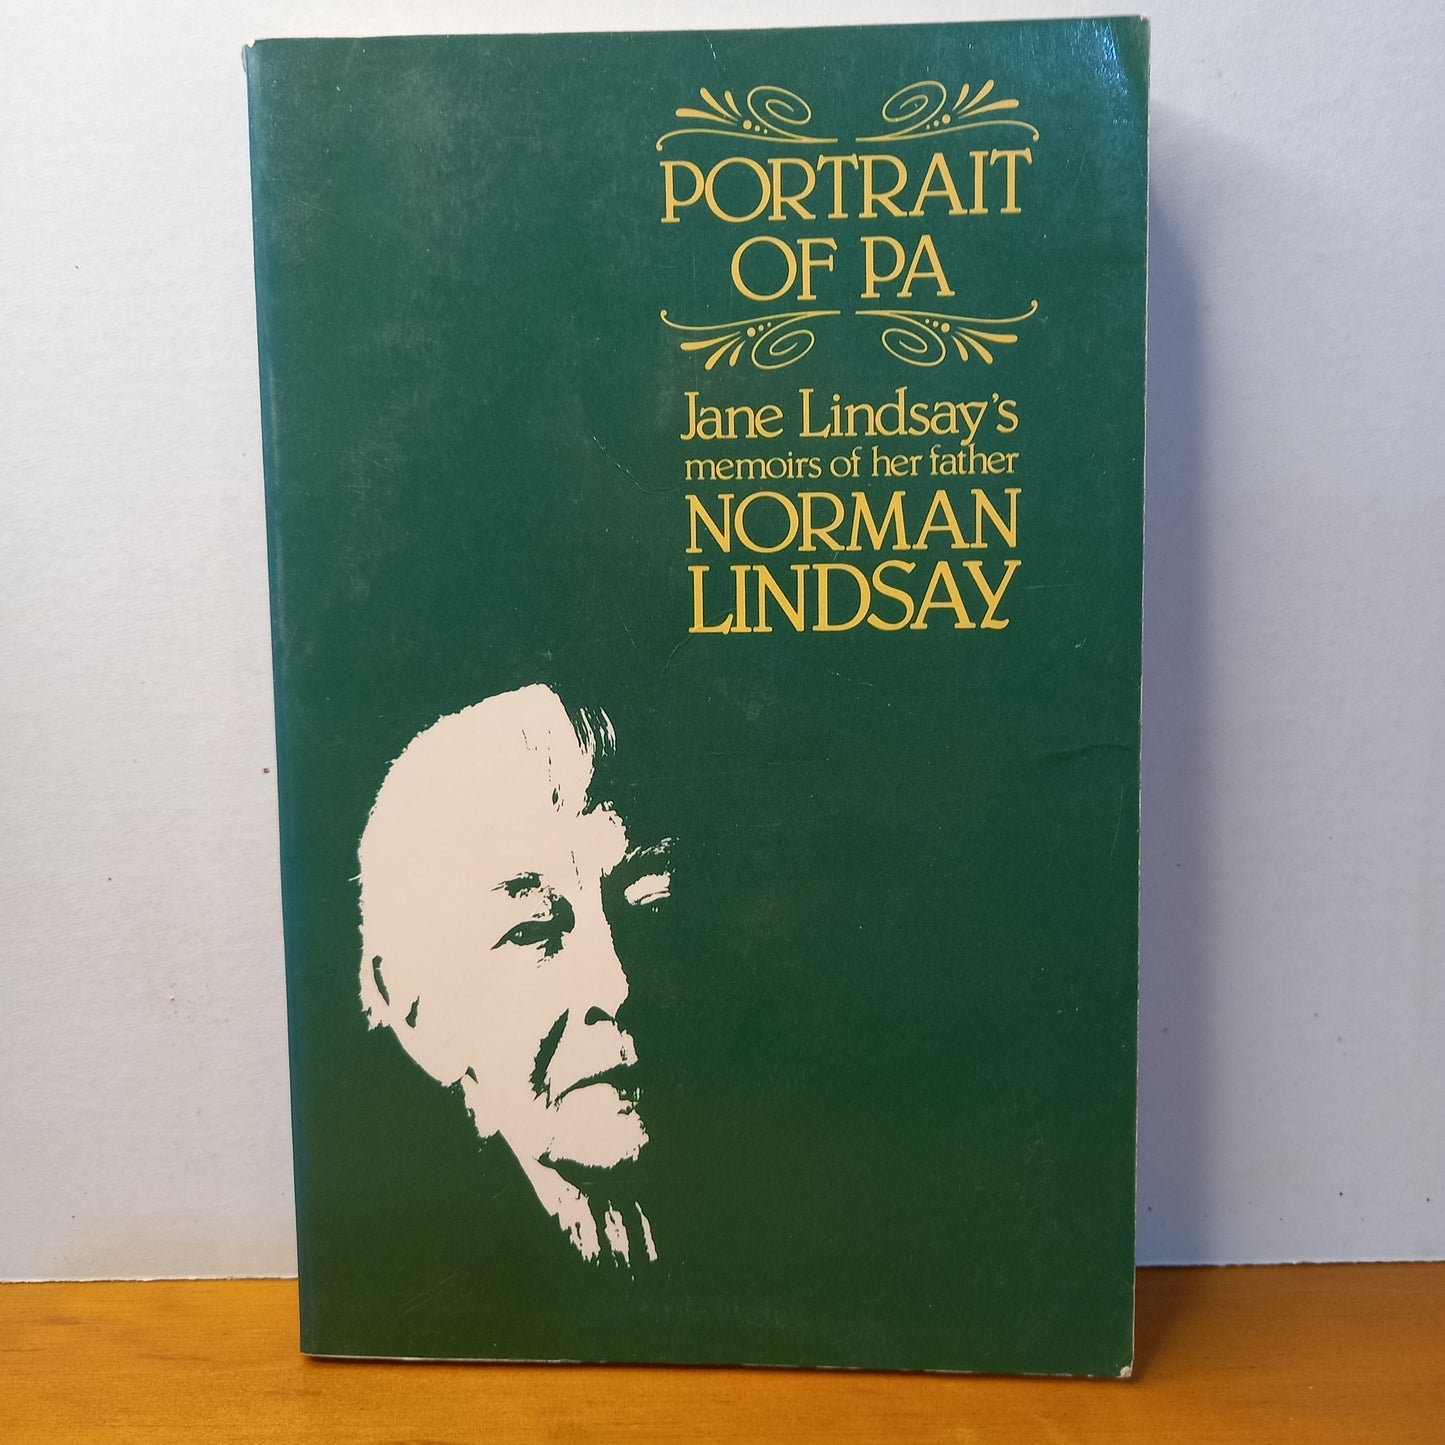 PORTRAIT
OF PA
Jane Lindsay's
memoirs of her father
NORMAN
LINDSAY